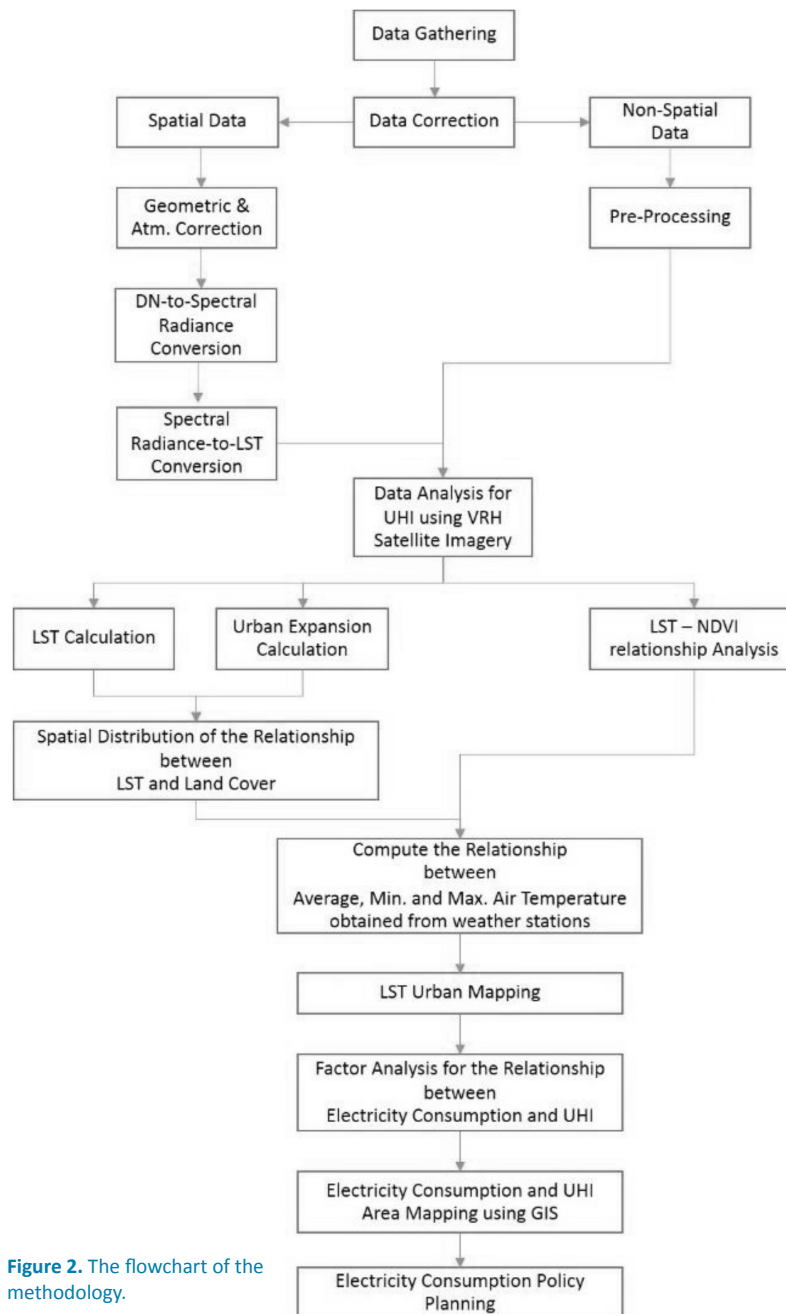 Data Gathering
Spatial Data
Data Correction
Non-Spatial
Data
Geometric &
Atm. Correction
Pre-Processing
DN-to-Spectral
Radiance
Conversion
Spectral
Radiance-to-LST
Conversion
Data Analysis for
UHI using VRH
Satellite Imagery
LST Calculation
Urban Expansion
Calculation
LST – NDVI
relationship Analysis
Spatial Distribution of the Relationship
between
LST and Land Cover
Compute the Relationship
between
Average, Min. and Max. Air Temperature
obtained from weather stations
LST Urban Mapping
Factor Analysis for the Relationship
between
Electricity Consumption and UHI
Electricity Consumption and UHI
Area Mapping using GIS
Electricity Consumption Policy
Planning
Figure 2. The flowchart of the
methodology.